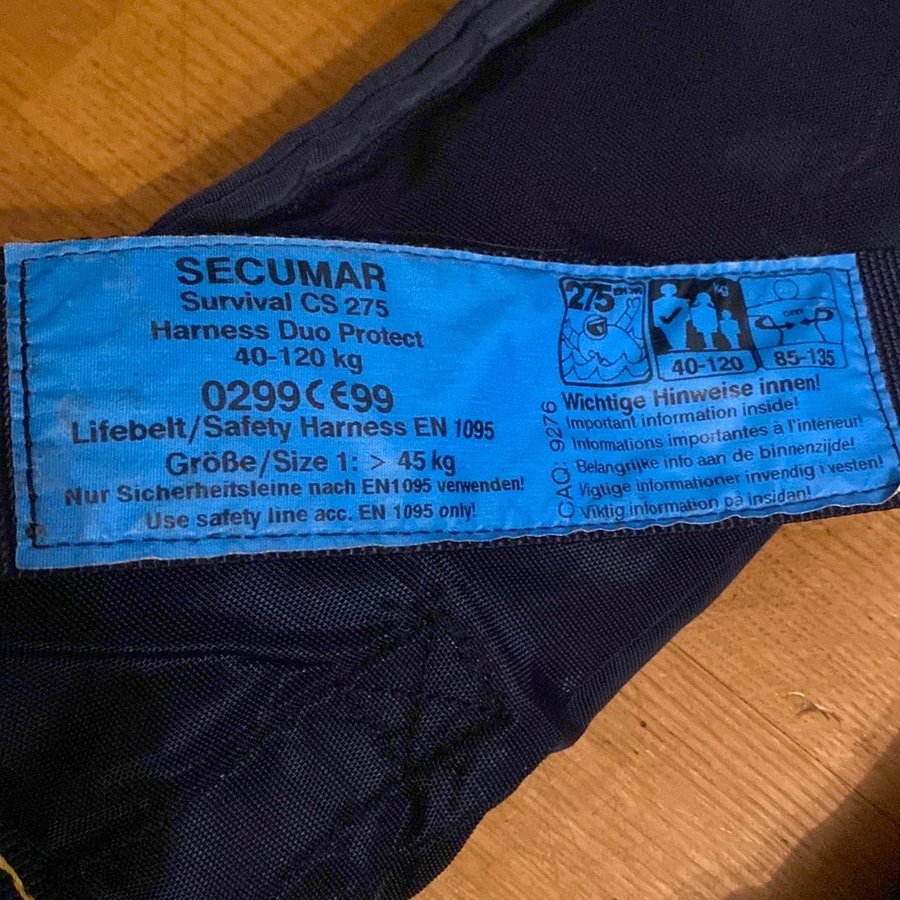 SECUMAR
Survival CS 275
Harness Duo Protect
40-120 kg
0299 CE 99
Lifebelt/Safety Harness EN 1095
Größe/Size 1: > 45 kg
Nur Sicherheitsleine nach EN1095 verwenden!
Use safety line acc. EN 1095 only!
275
kg
40-120
cm
85-135
CAQ: 9276
Wichtige Hinweise innen!
Important information inside!
Informations importantes à l'intérieur!
Belangrijke info aan de binnenzijde!
Vigtige informationer invendig i vesten!
Viktig information på insidan!